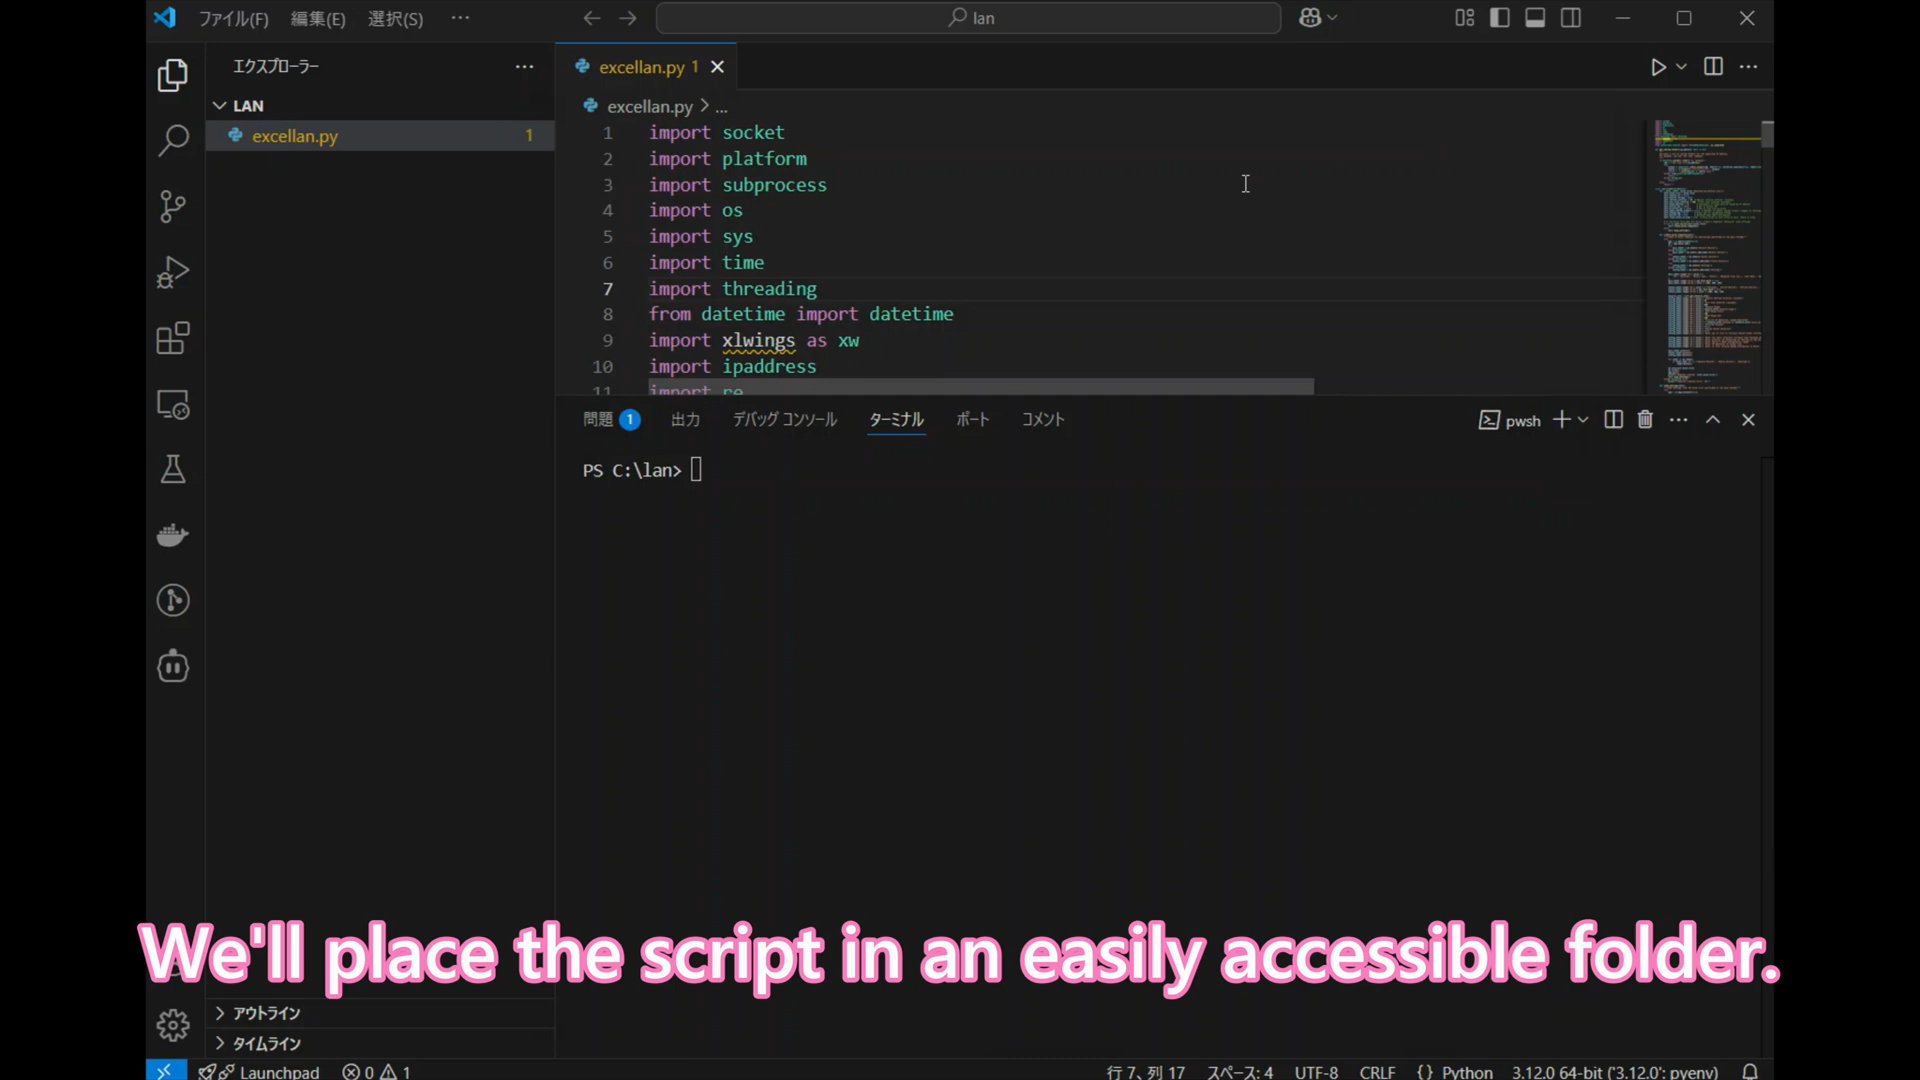 ファイル(F) 編集(E) 選択(S) ... lan
エクスプローラー ...
LAN
excellan.py 1
excellan.py 1
excellan.py > ...
1 import socket
2 import platform
3 import subprocess
4 import os
5 import sys
6 import time
7 import threading
8 from datetime import datetime
9 import xlwings as xw
10 import ipaddress
11 import re
問題 1 出力 デバッグ コンソール ターミナル ポート コメント pwsh
PS C:\lan>
We'll place the script in an easily accessible folder.
アウトライン
タイムライン
Launchpad 0 1 行 7、列 17 スペース: 4 UTF-8 CRLF {} Python 3.12.0 64-bit ('3.12.0': pyenv)